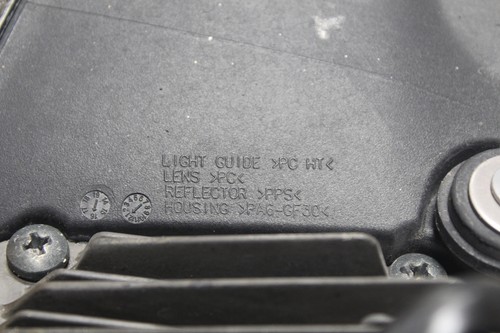 LIGHT GUIDE >PC HT<
LENS >PC<
REFLECTOR >PPS<
HOUSING >PA6-GF30<